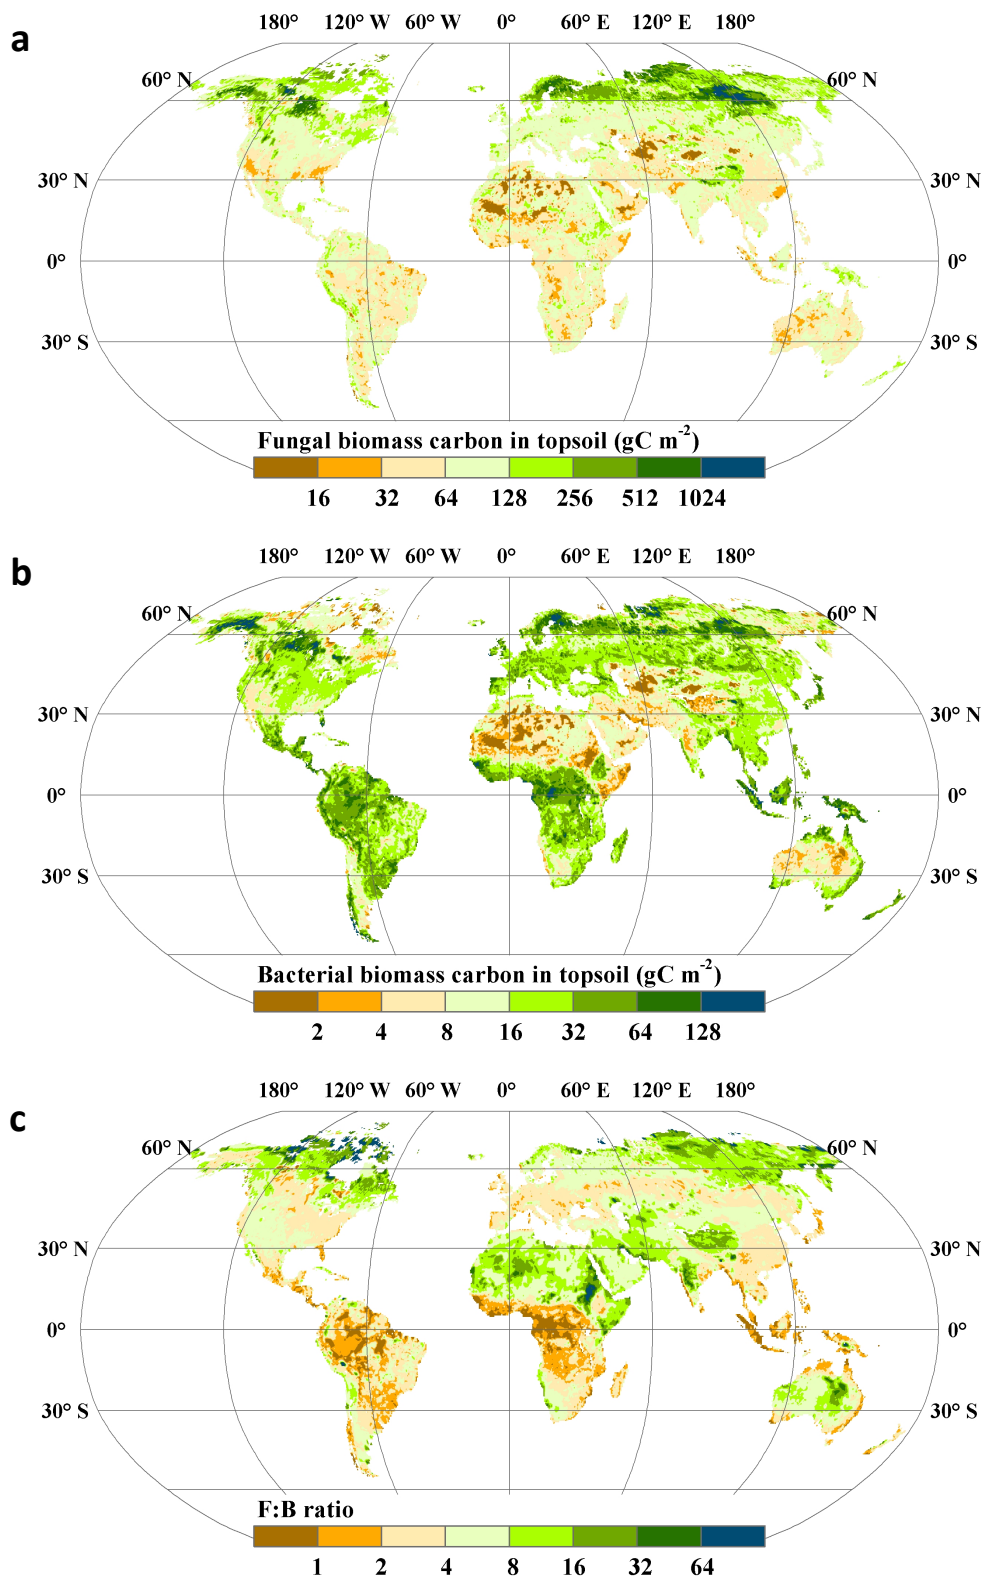 a
180° 120° W 60° W 0° 60° E 120° E 180°
60° N 60° N
30° N 30° N
0° 0°
30° S 30° S
Fungal biomass carbon in topsoil (gC m⁻²)
16 32 64 128 256 512 1024
b
180° 120° W 60° W 0° 60° E 120° E 180°
60° N 60° N
30° N 30° N
0° 0°
30° S 30° S
Bacterial biomass carbon in topsoil (gC m⁻²)
2 4 8 16 32 64 128
c
180° 120° W 60° W 0° 60° E 120° E 180°
60° N 60° N
30° N 30° N
0° 0°
30° S 30° S
F:B ratio
1 2 4 8 16 32 64